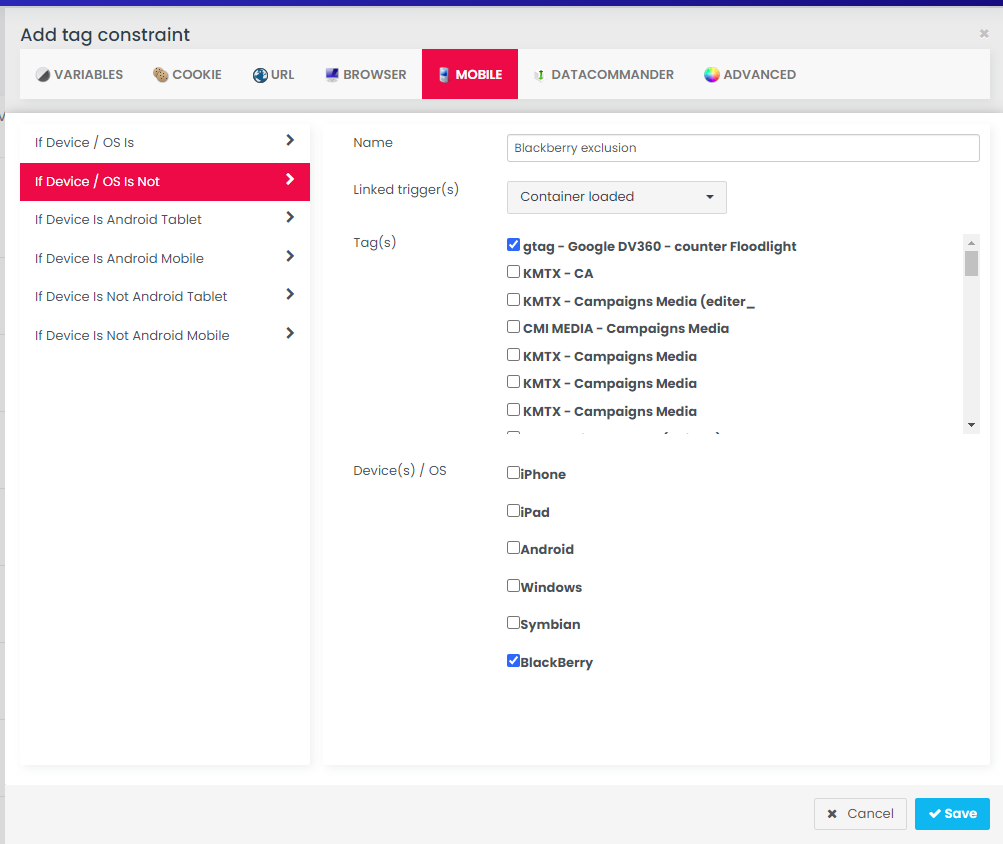 Add tag constraint
VARIABLES COOKIE URL BROWSER MOBILE DATACOMMANDER ADVANCED
If Device / OS Is
If Device / OS Is Not
If Device Is Android Tablet
If Device Is Android Mobile
If Device Is Not Android Tablet
If Device Is Not Android Mobile
Name
Blackberry exclusion
Linked trigger(s)
Container loaded
Tag(s)
gtag - Google DV360 - counter Floodlight
KMTX - CA
KMTX - Campaigns Media (editer_
CMI MEDIA - Campaigns Media
KMTX - Campaigns Media
KMTX - Campaigns Media
KMTX - Campaigns Media
Device(s) / OS
iPhone
iPad
Android
Windows
Symbian
BlackBerry
Cancel
Save